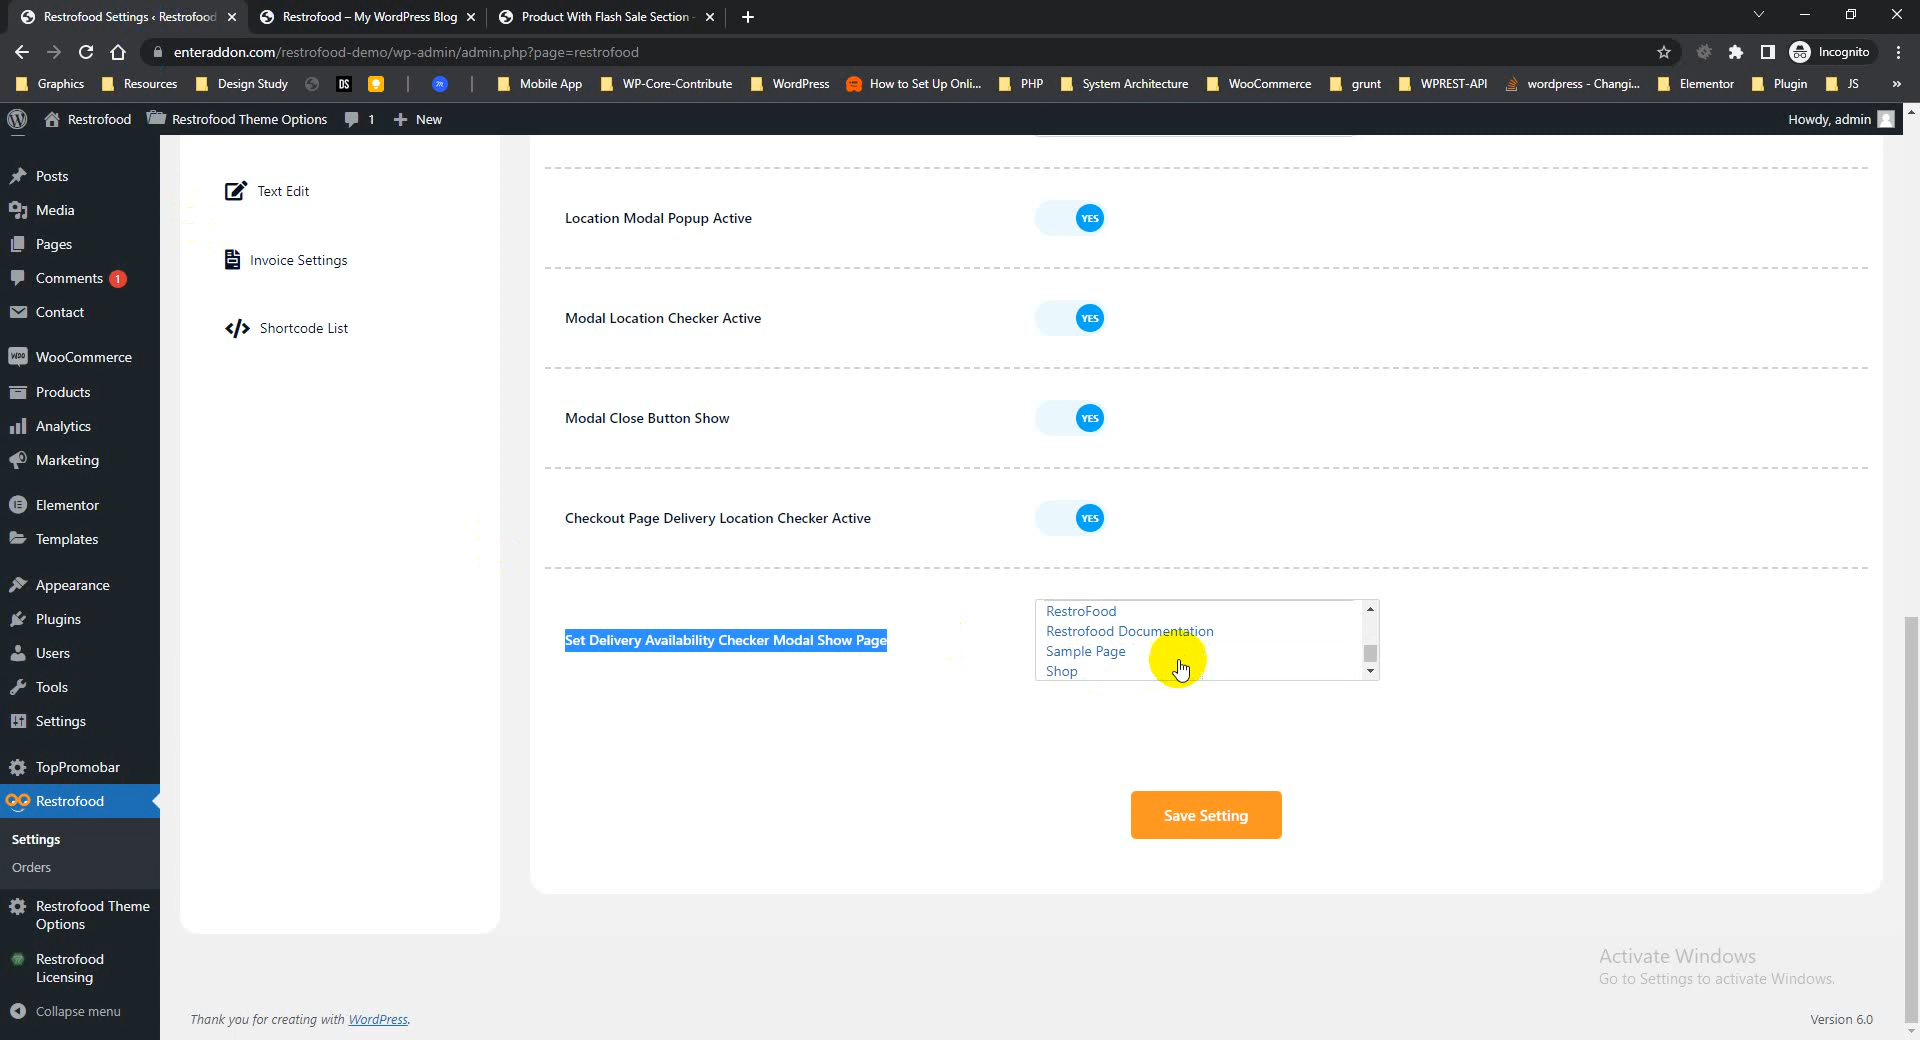 Restrofood Settings ‹ Restrofood
Restrofood – My WordPress Blog
Product With Flash Sale Section -
enteraddon.com/restrofood-demo/wp-admin/admin.php?page=restrofood
Incognito
Graphics
Resources
Design Study
DS
Mobile App
WP-Core-Contribute
WordPress
How to Set Up Onli...
PHP
System Architecture
WooCommerce
grunt
WPREST-API
wordpress - Changi...
Elementor
Plugin
JS
»
Restrofood
Restrofood Theme Options
1
New
Howdy, admin
Posts
Media
Pages
Comments 1
Contact
WooCommerce
Products
Analytics
Marketing
Elementor
Templates
Appearance
Plugins
Users
Tools
Settings
TopPromobar
Restrofood
Settings
Orders
Restrofood Theme
Options
Restrofood
Licensing
Collapse menu
Text Edit
Invoice Settings
Shortcode List
Location Modal Popup Active
YES
Modal Location Checker Active
YES
Modal Close Button Show
YES
Checkout Page Delivery Location Checker Active
YES
Set Delivery Availability Checker Modal Show Page
RestroFood
Restrofood Documentation
Sample Page
Shop
Save Setting
Activate Windows
Go to Settings to activate Windows.
Thank you for creating with WordPress.
Version 6.0